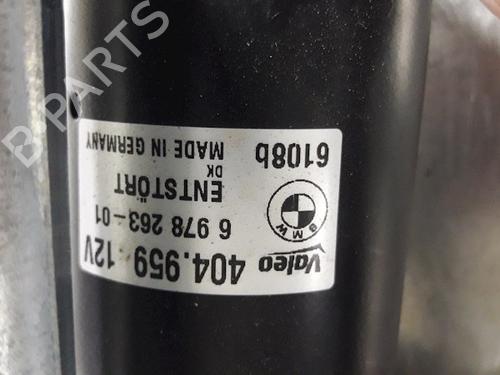 Valeo 404.959 12V
6 978 263-01
BMW
ENTSTÖRT
DK
MADE IN GERMANY
6108b
B PARTS